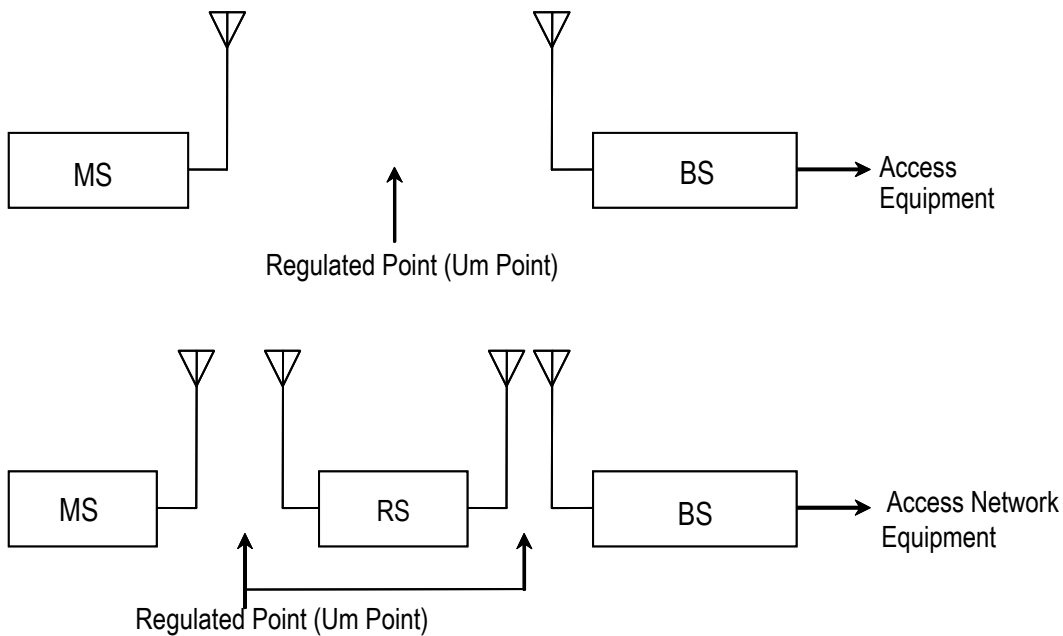 MS
BS
Access
Equipment
Regulated Point (Um Point)
MS
RS
BS
Access Network
Equipment
Regulated Point (Um Point)